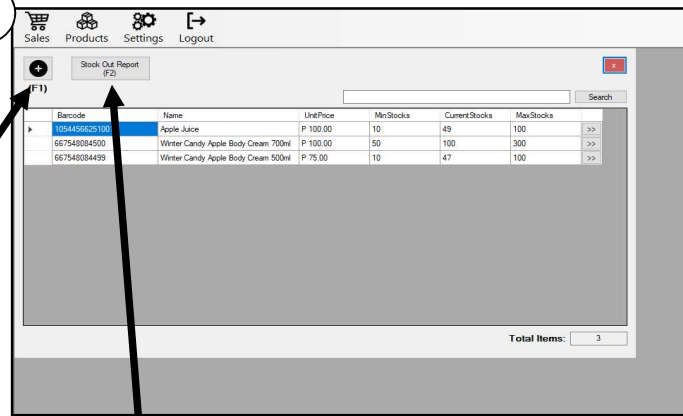 Sales Products Settings Logout
Stock Out Report
(F2)
x
(F1)
Search
Barcode Name UnitPrice MinStocks CurrentStocks MaxStocks
1054456625100 Apple Juice P 100.00 10 49 100 >>
667548084500 Winter Candy Apple Body Cream 700ml P 100.00 50 100 300 >>
667548084499 Winter Candy Apple Body Cream 500ml P 75.00 10 47 100 >>
Total Items: 3